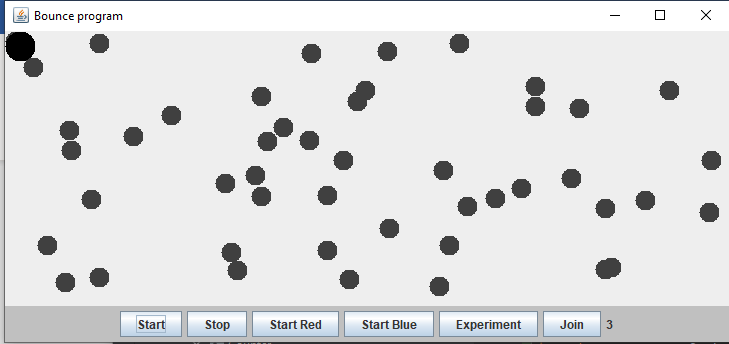 Bounce program
Start Stop Start Red Start Blue Experiment Join 3